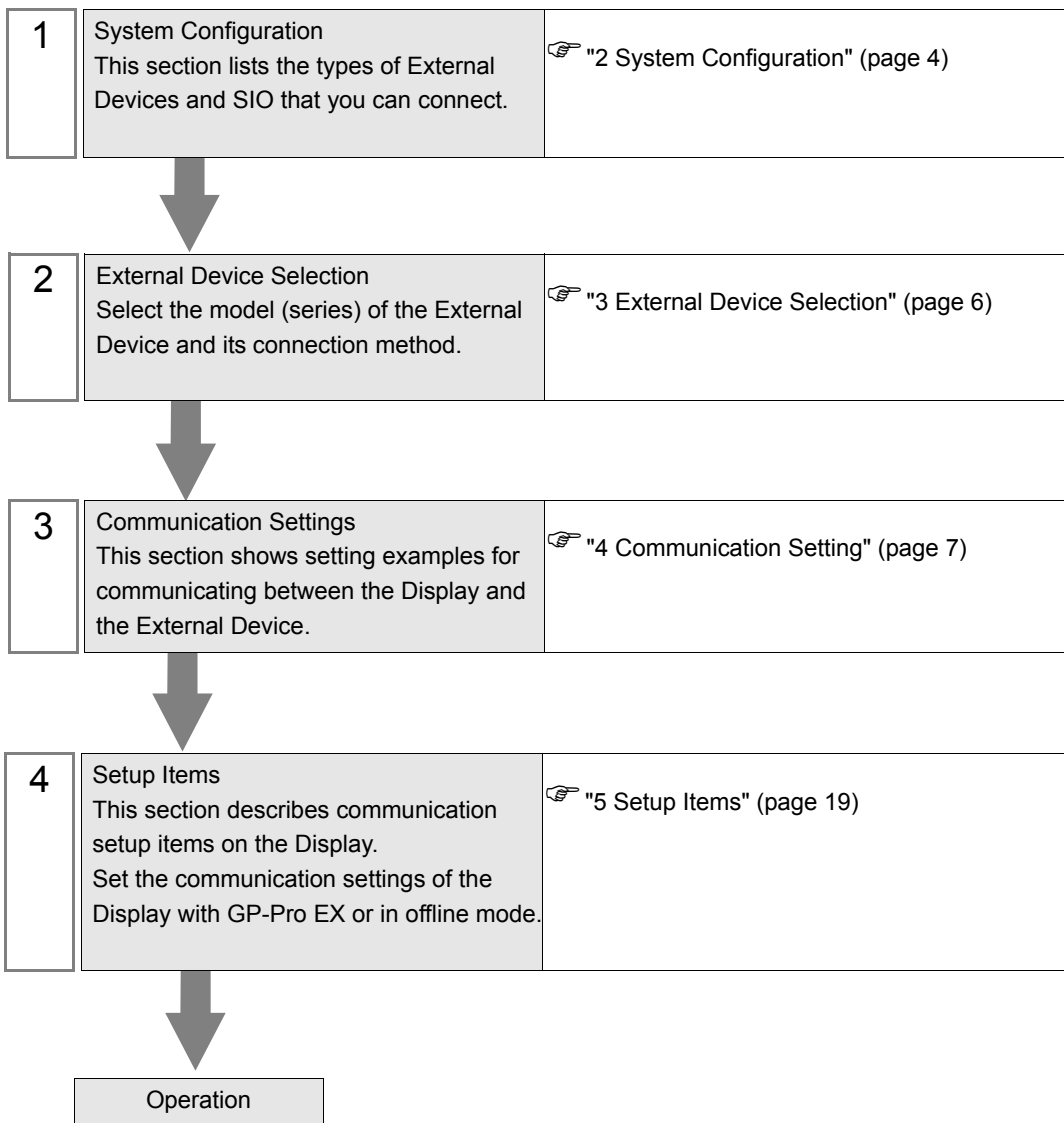 1
System Configuration
This section lists the types of External
Devices and SIO that you can connect.
"2 System Configuration" (page 4)
2
External Device Selection
Select the model (series) of the External
Device and its connection method.
"3 External Device Selection" (page 6)
3
Communication Settings
This section shows setting examples for
communicating between the Display and
the External Device.
"4 Communication Setting" (page 7)
4
Setup Items
This section describes communication
setup items on the Display.
Set the communication settings of the
Display with GP-Pro EX or in offline mode.
"5 Setup Items" (page 19)
Operation